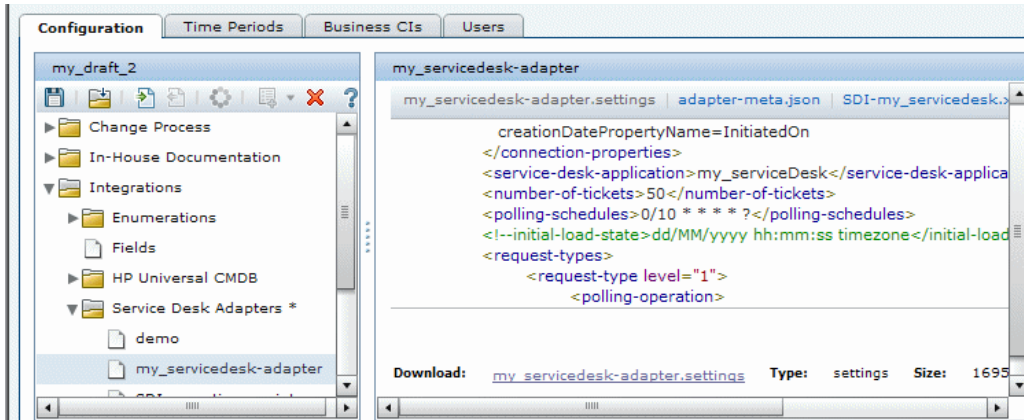 Configuration
Time Periods
Business CIs
Users
my_draft_2
Change Process
In-House Documentation
Integrations
Enumerations
Fields
HP Universal CMDB
Service Desk Adapters *
demo
my_servicedesk-adapter
my_servicedesk-adapter
my_servicedesk-adapter.settings | adapter-meta.json | SDI-my_servicedesk.
creationDatePropertyName=InitiatedOn
</connection-properties>
<service-desk-application>my_serviceDesk</service-desk-applica
<number-of-tickets>50</number-of-tickets>
<polling-schedules>0/10 * * * * ?</polling-schedules>
<!--initial-load-state>dd/MM/yyyy hh:mm:ss timezone</initial-load
<request-types>
<request-type level="1">
<polling-operation>
Download: my_servicedesk-adapter.settings Type: settings Size: 1695